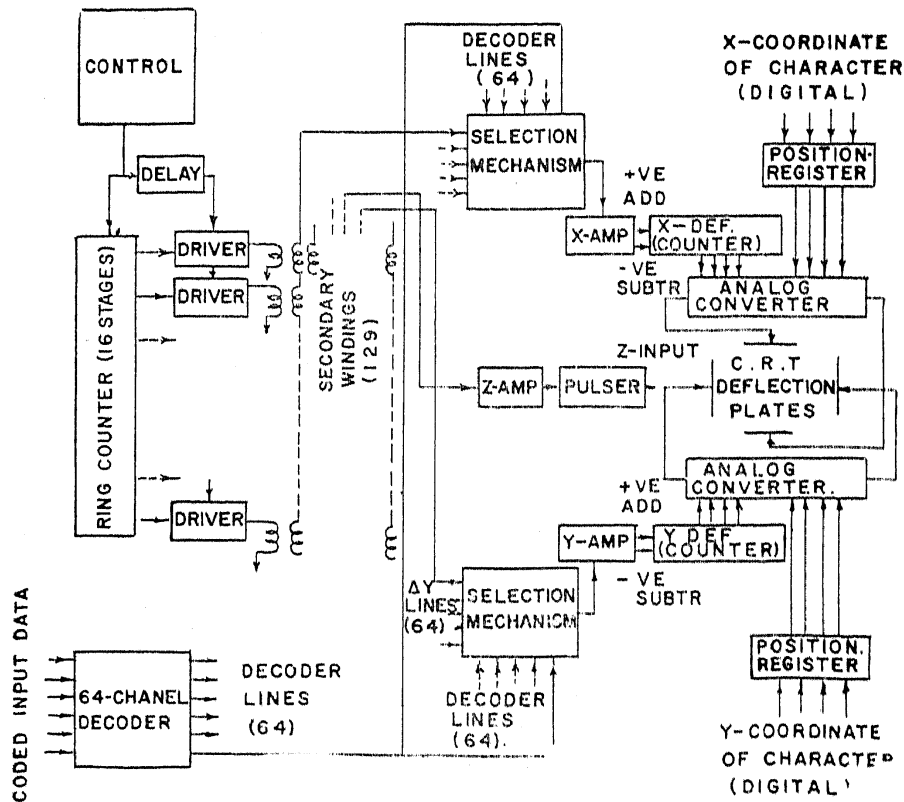 CONTROL
DELAY
DRIVER
DRIVER
DRIVER
RING COUNTER (16 STAGES)
SECONDARY
WINDINGS
(129)
DECODER
LINES
(64)
SELECTION
MECHANISM
+VE
ADD
X-AMP
X-DEF.
(COUNTER)
-VE
SUBTR
X-COORDINATE
OF CHARACTER
(DIGITAL)
POSITION-
REGISTER
ANALOG
CONVERTER
Z-INPUT
Z-AMP
PULSER
C.R.T
DEFLECTION
PLATES
ANALOG
CONVERTER.
+VE
ADD
Y-AMP
Y DEF.
(COUNTER)
-VE
SUBTR
ΔY
LINES
(64)
SELECTION
MECHANISM
DECODER
LINES
(64).
POSITION.
REGISTER
Y-COORDINATE
OF CHARACTER
(DIGITAL)
CODED INPUT DATA
64-CHANEL
DECODER
DECODER
LINES
(64)